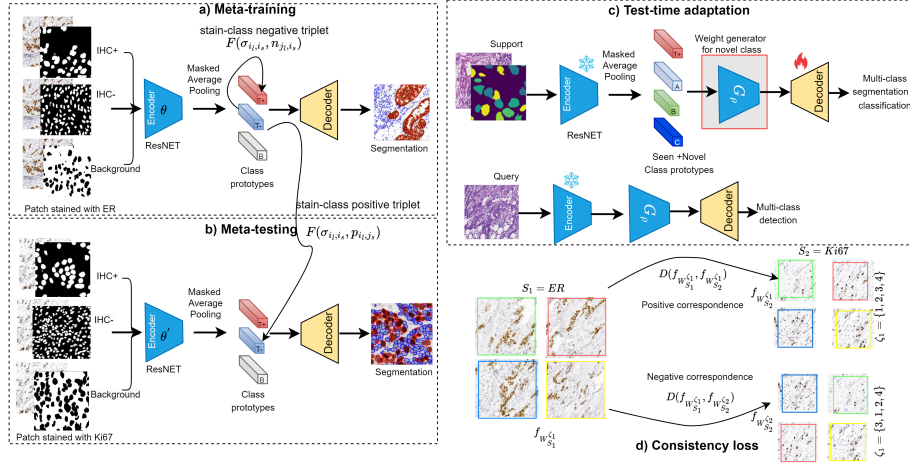 a) Meta-training
stain-class negative triplet
F(σ_{i_l,i_s}, n_{j_l,i_s})
IHC+
IHC-
Background
Encoder
θ
ResNET
Masked
Average
Pooling
T+
T-
B
Class
prototypes
Decoder
Segmentation
Patch stained with ER
stain-class positive triplet
F(σ_{i_l,i_s}, p_{i_l,j_s})
b) Meta-testing
IHC+
IHC-
Background
Encoder
θ'
ResNET
Masked
Average
Pooling
T+
T-
B
Class
prototypes
Decoder
Segmentation
Patch stained with Ki67
c) Test-time adaptation
Support
Encoder
ResNET
Masked
Average
Pooling
T+
A
B
C
Seen +Novel
Class prototypes
Weight generator
for novel class
G_ρ
Decoder
Multi-class
segmentation
classification
Query
Encoder
G_ρ
Decoder
Multi-class
detection
S_1 = ER
f_{W_{S_1}^{ζ_1}}
D(f_{W_{S_1}^{ζ_1}}, f_{W_{S_2}^{ζ_1}})
Positive correspondence
S_2 = Ki67
f_{W_{S_2}^{ζ_1}}
ζ_1 = {1, 2, 3, 4}
Negative correspondence
D(f_{W_{S_1}^{ζ_1}}, f_{W_{S_2}^{ζ_2}})
f_{W_{S_2}^{ζ_2}}
ζ_1 = {3, 1, 2, 4}
d) Consistency loss